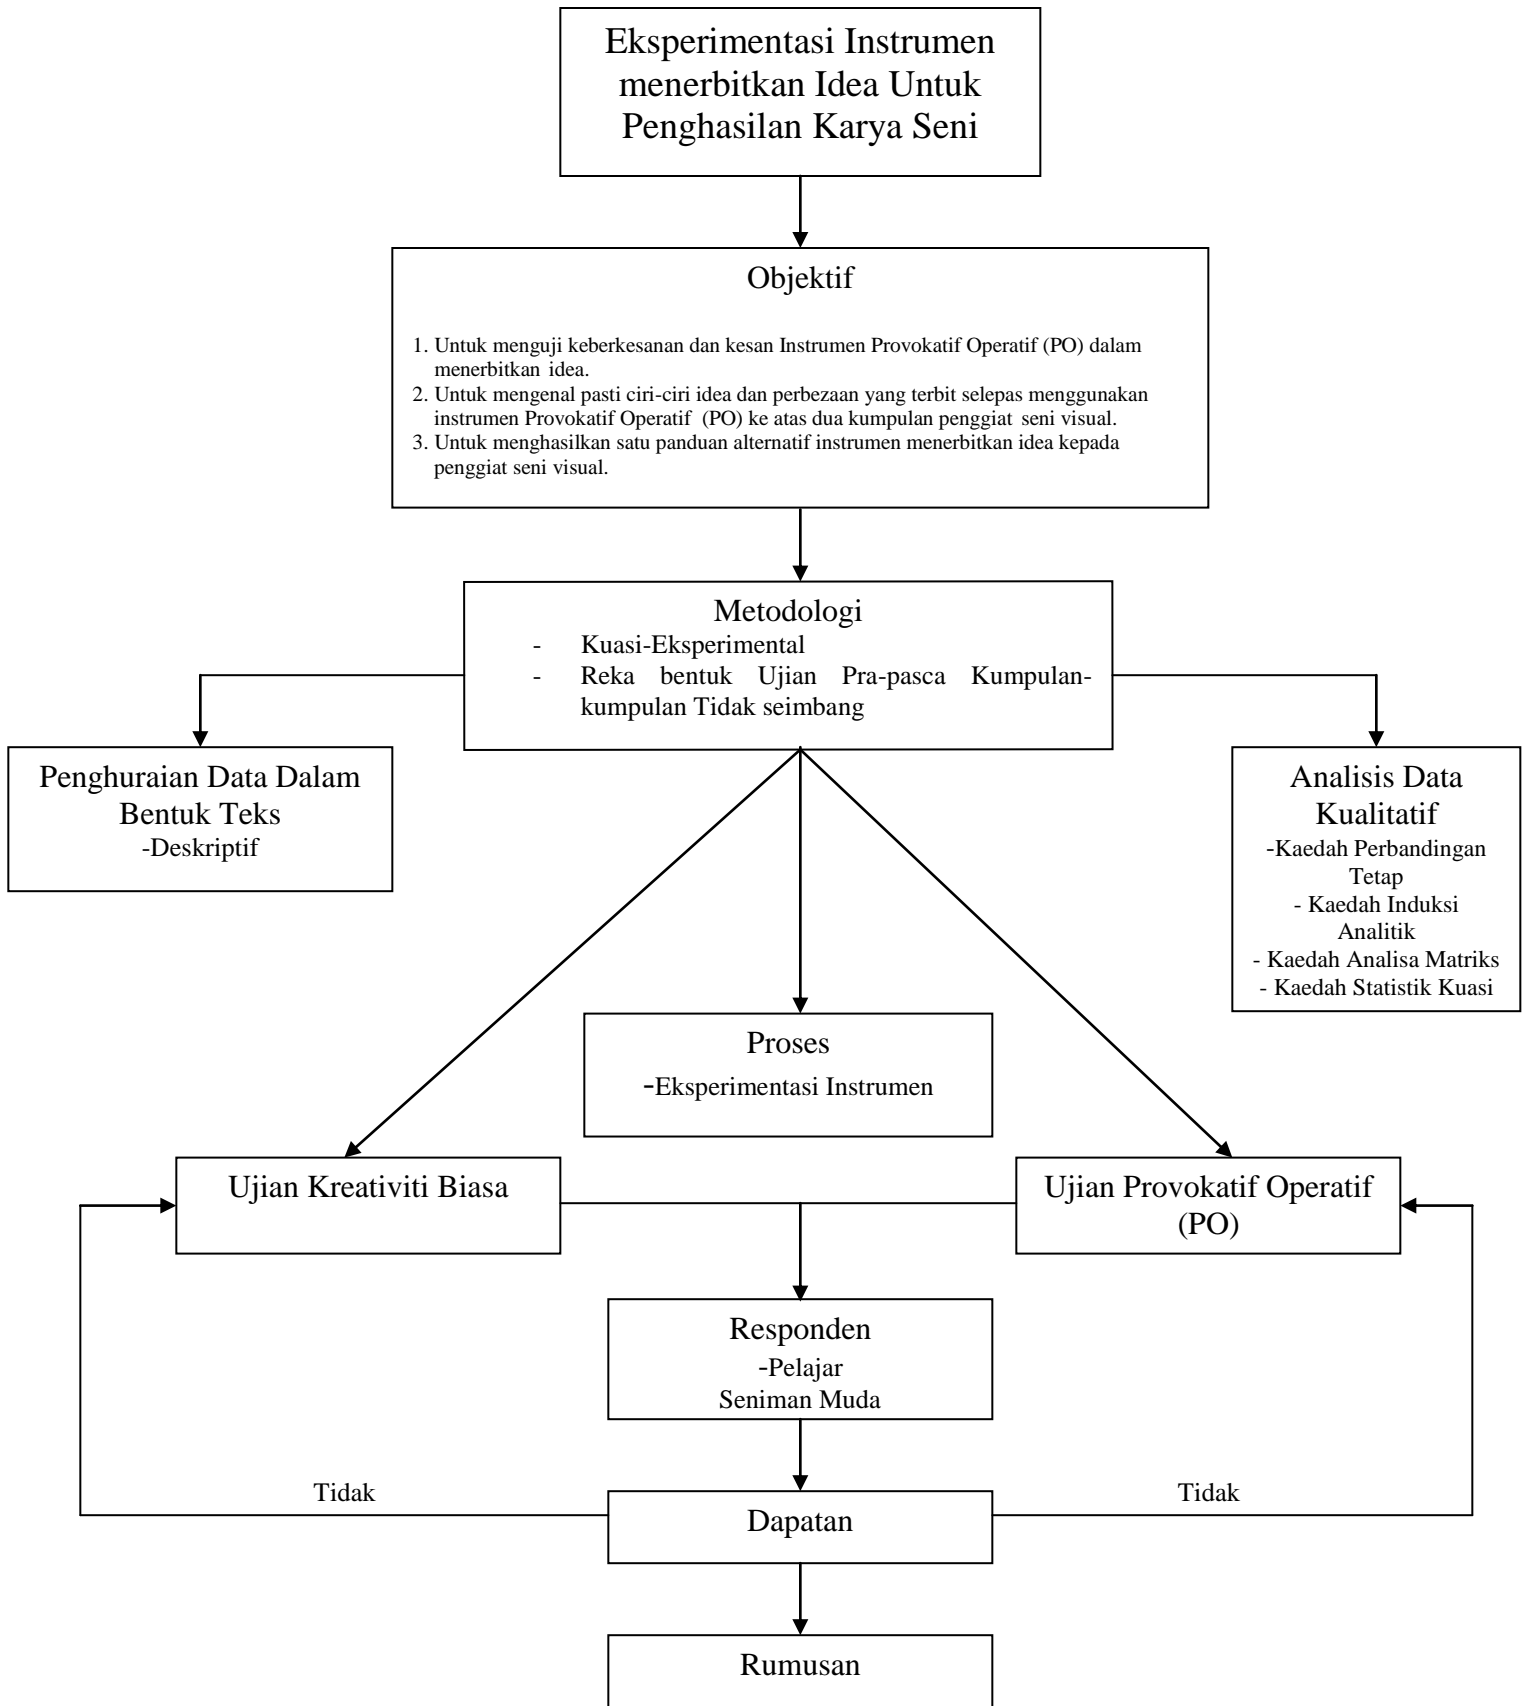 Eksperimentasi Instrumen
menerbitkan Idea Untuk
Penghasilan Karya Seni
Objektif
1. Untuk menguji keberkesanan dan kesan Instrumen Provokatif Operatif (PO) dalam
menerbitkan idea.
2. Untuk mengenal pasti ciri-ciri idea dan perbezaan yang terbit selepas menggunakan
instrumen Provokatif Operatif (PO) ke atas dua kumpulan penggiat seni visual.
3. Untuk menghasilkan satu panduan alternatif instrumen menerbitkan idea kepada
penggiat seni visual.
Metodologi
- Kuasi-Eksperimental
- Reka bentuk Ujian Pra-pasca Kumpulan-
kumpulan Tidak seimbang
Penghuraian Data Dalam
Bentuk Teks
-Deskriptif
Analisis Data
Kualitatif
-Kaedah Perbandingan
Tetap
- Kaedah Induksi
Analitik
- Kaedah Analisa Matriks
- Kaedah Statistik Kuasi
Proses
-Eksperimentasi Instrumen
Ujian Kreativiti Biasa
Ujian Provokatif Operatif
(PO)
Responden
-Pelajar
Seniman Muda
Tidak
Tidak
Dapatan
Rumusan